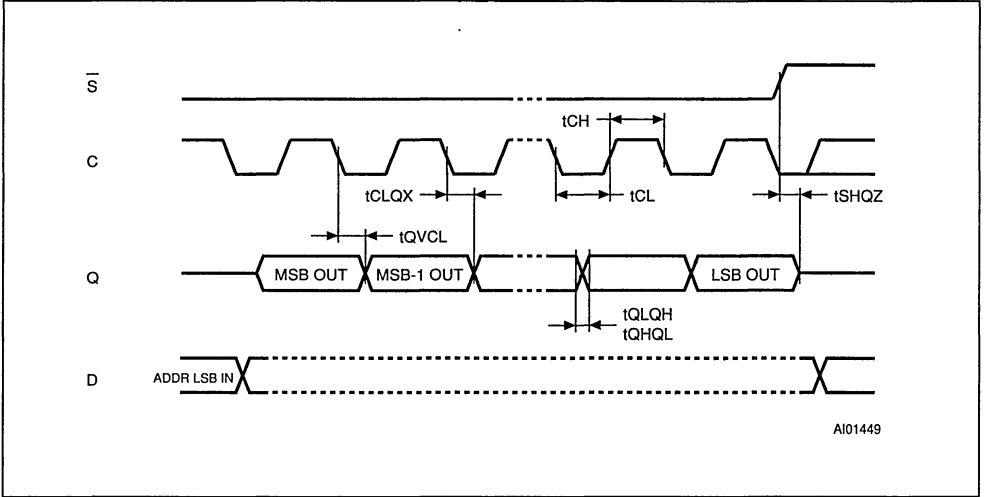 S
tCH
C
tCLQX
tCL
tSHQZ
tQVCL
Q
MSB OUT
MSB-1 OUT
LSB OUT
tQLQH
tQHQL
D
ADDR LSB IN
AI01449